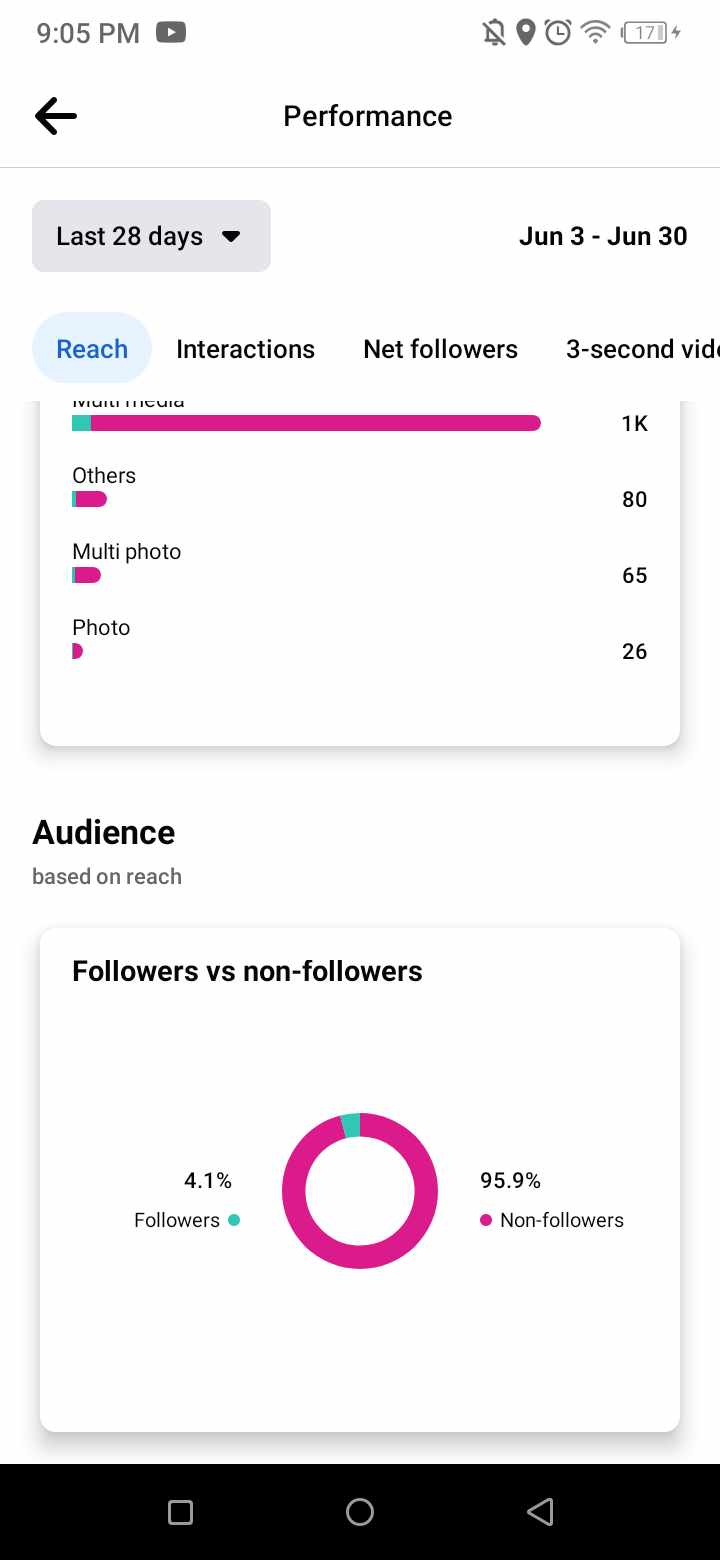 9:05 PM
17
Performance
Last 28 days
Jun 3 - Jun 30
Reach
Interactions
Net followers
3-second vide
Multi media
1K
Others
80
Multi photo
65
Photo
26
Audience
based on reach
Followers vs non-followers
4.1%
95.9%
Followers
Non-followers